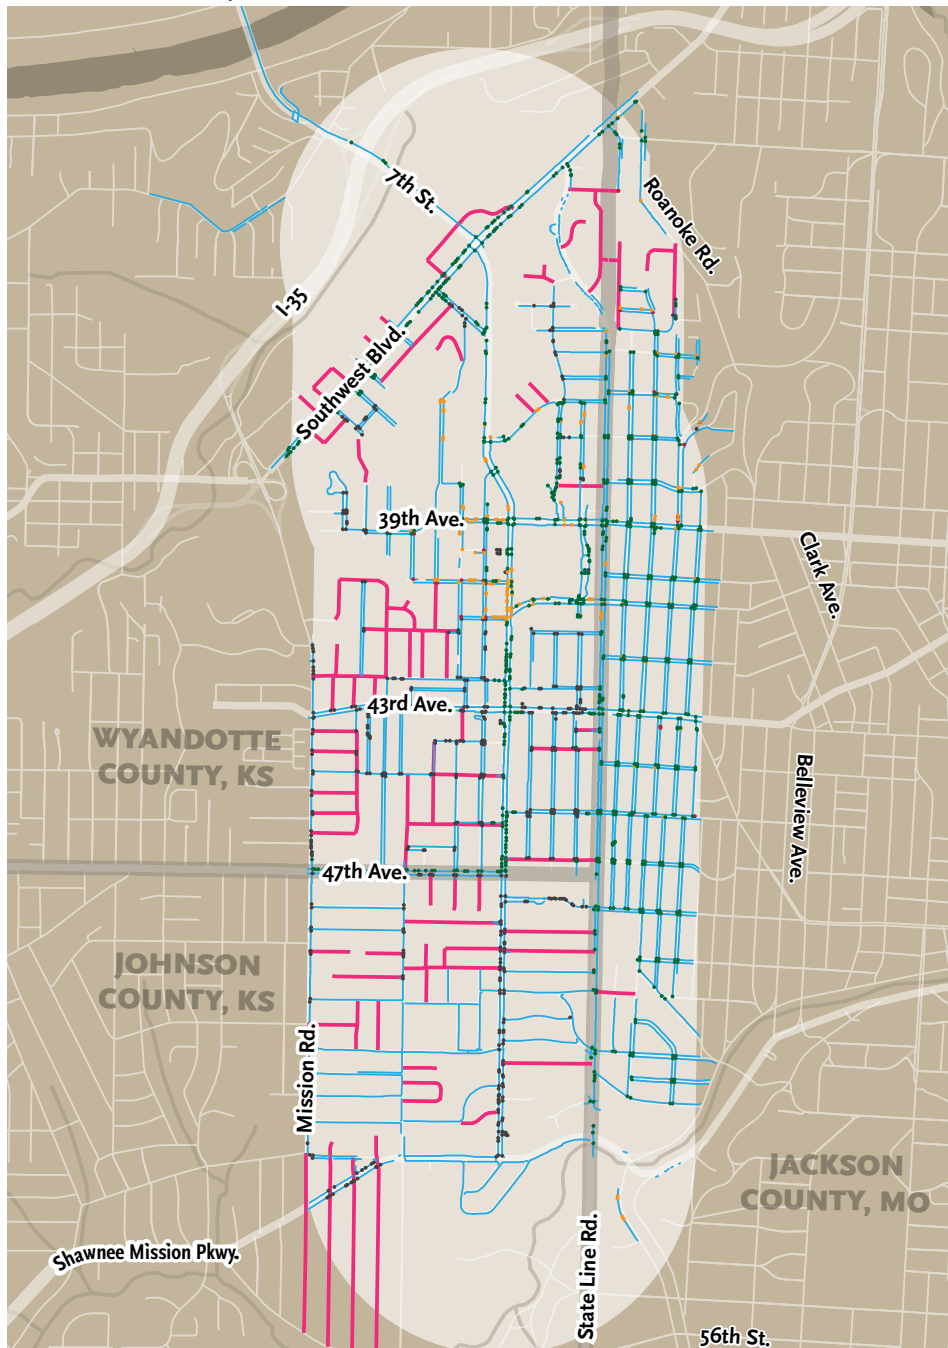 7th St.
Roanoke Rd.
I-35
Southwest Blvd.
39th Ave.
Clark Ave.
43rd Ave.
WYANDOTTE
COUNTY, KS
Belleview Ave.
47th Ave.
JOHNSON
COUNTY, KS
Mission Rd.
JACKSON
COUNTY, MO
Shawnee Mission Pkwy.
State Line Rd.
56th St.